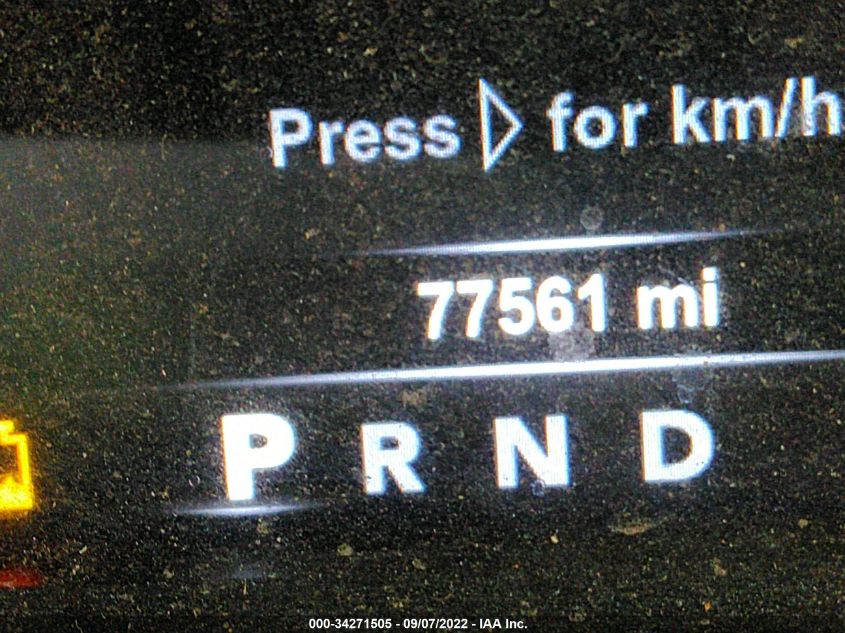 Press ▷ for km/h
77561 mi
P R N D
000-34271505 - 09/07/2022 - IAA Inc.